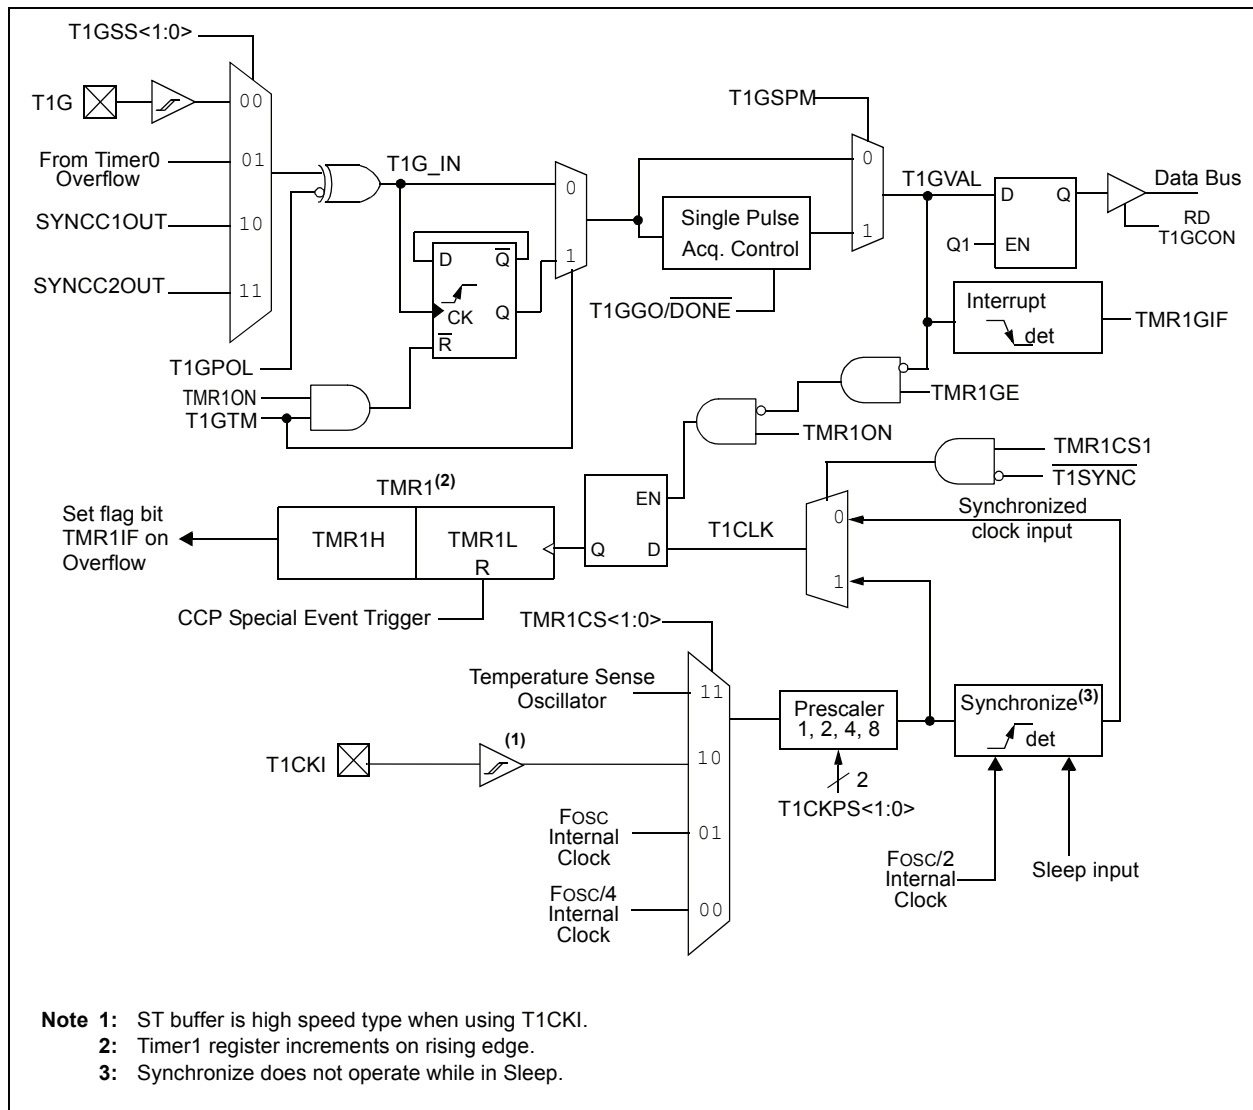 T1GSS<1:0>
T1G
00
From Timer0
Overflow
01
SYNCC1OUT
10
SYNCC2OUT
11
T1GPOL
T1G_IN
0
1
D
Q
CK
Q
R
TMR1ON
T1GTM
T1GSPM
0
1
Single Pulse
Acq. Control
T1GGO/DONE
T1GVAL
D
Q
Q1
EN
Data Bus
RD
T1GCON
Interrupt
det
TMR1GIF
TMR1GE
TMR1ON
TMR1CS1
T1SYNC
TMR1(2)
Set flag bit
TMR1IF on
Overflow
TMR1H
TMR1L
R
EN
Q
D
T1CLK
0
1
Synchronized
clock input
CCP Special Event Trigger
TMR1CS<1:0>
Temperature Sense
Oscillator
11
T1CKI
(1)
10
FOSC
Internal
Clock
01
FOSC/4
Internal
Clock
00
Prescaler
1, 2, 4, 8
2
T1CKPS<1:0>
Synchronize(3)
det
FOSC/2
Internal
Clock
Sleep input
Note 1: ST buffer is high speed type when using T1CKI.
2: Timer1 register increments on rising edge.
3: Synchronize does not operate while in Sleep.